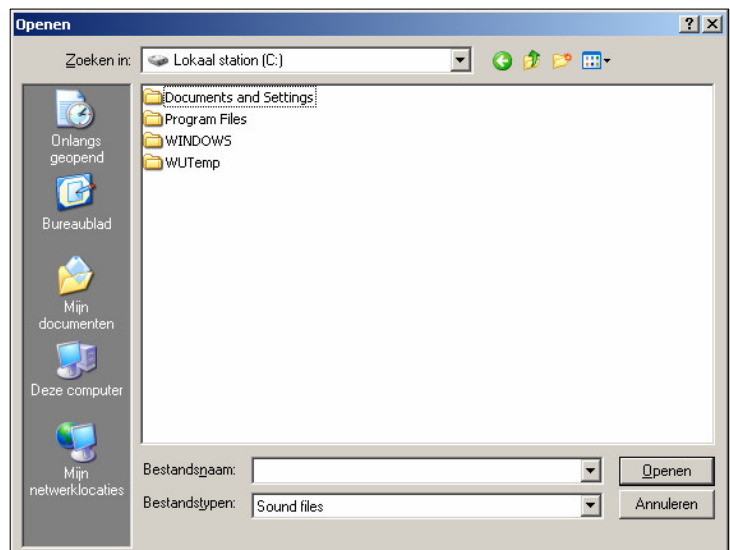 Openen
Zoeken in:
Lokaal station (C:)
Onlangs
geopend
Bureaublad
Mijn
documenten
Deze computer
Mijn
netwerklocaties
Documents and Settings
Program Files
WINDOWS
WUTemp
Bestandsnaam:
Openen
Bestandstypen:
Sound files
Annuleren